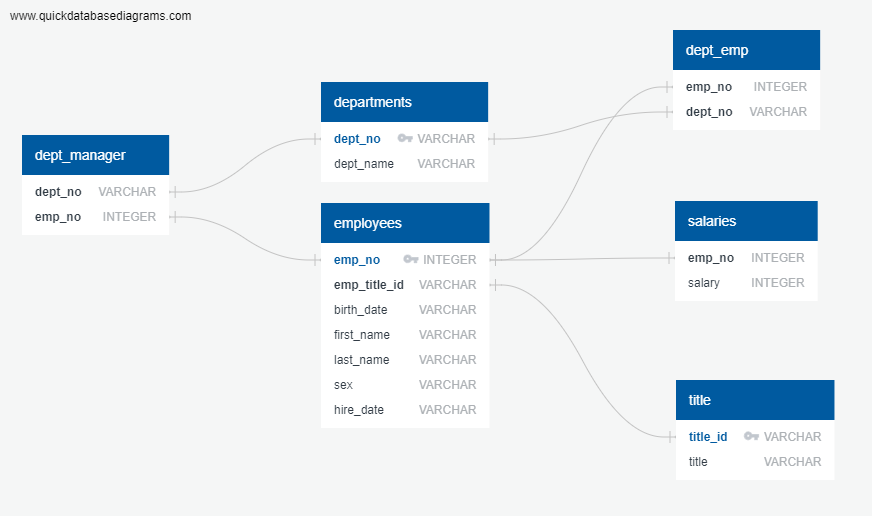 www.quickdatabasediagrams.com
dept_manager
dept_no VARCHAR
emp_no INTEGER
departments
dept_no VARCHAR
dept_name VARCHAR
employees
emp_no INTEGER
emp_title_id VARCHAR
birth_date VARCHAR
first_name VARCHAR
last_name VARCHAR
sex VARCHAR
hire_date VARCHAR
dept_emp
emp_no INTEGER
dept_no VARCHAR
salaries
emp_no INTEGER
salary INTEGER
title
title_id VARCHAR
title VARCHAR